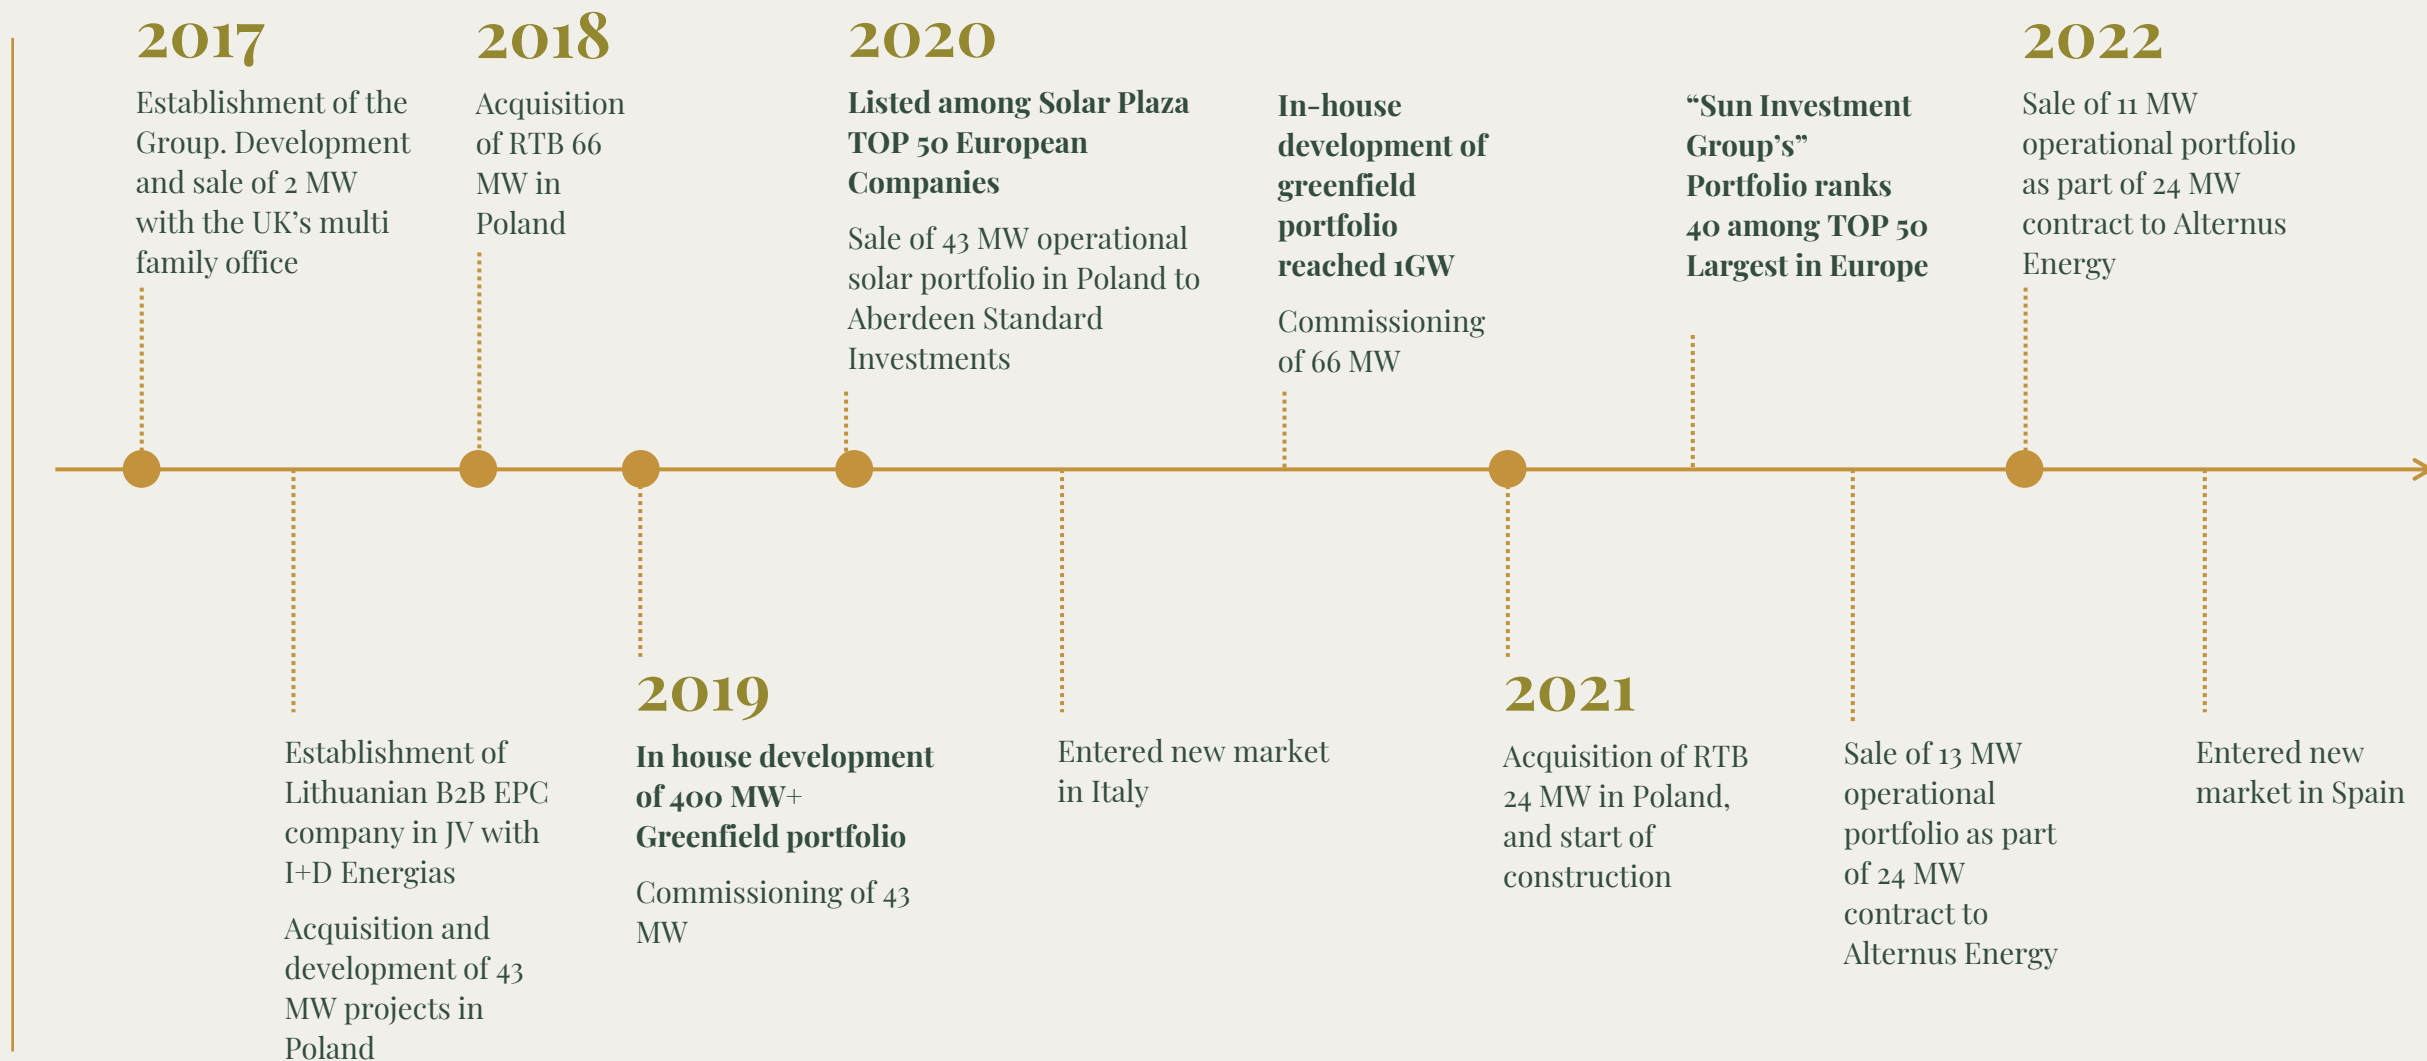 2017
Establishment of the
Group. Development
and sale of 2 MW
with the UK’s multi
family office
2018
Acquisition
of RTB 66
MW in
Poland
2020
Listed among Solar Plaza
TOP 50 European
Companies
Sale of 43 MW operational
solar portfolio in Poland to
Aberdeen Standard
Investments
In-house
development of
greenfield
portfolio
reached 1GW
Commissioning
of 66 MW
“Sun Investment
Group’s”
Portfolio ranks
40 among TOP 50
Largest in Europe
2022
Sale of 11 MW
operational portfolio
as part of 24 MW
contract to Alternus
Energy
Establishment of
Lithuanian B2B EPC
company in JV with
I+D Energias
Acquisition and
development of 43
MW projects in
Poland
2019
In house development
of 400 MW+
Greenfield portfolio
Commissioning of 43
MW
Entered new market
in Italy
2021
Acquisition of RTB
24 MW in Poland,
and start of
construction
Sale of 13 MW
operational
portfolio as part
of 24 MW
contract to
Alternus Energy
Entered new
market in Spain